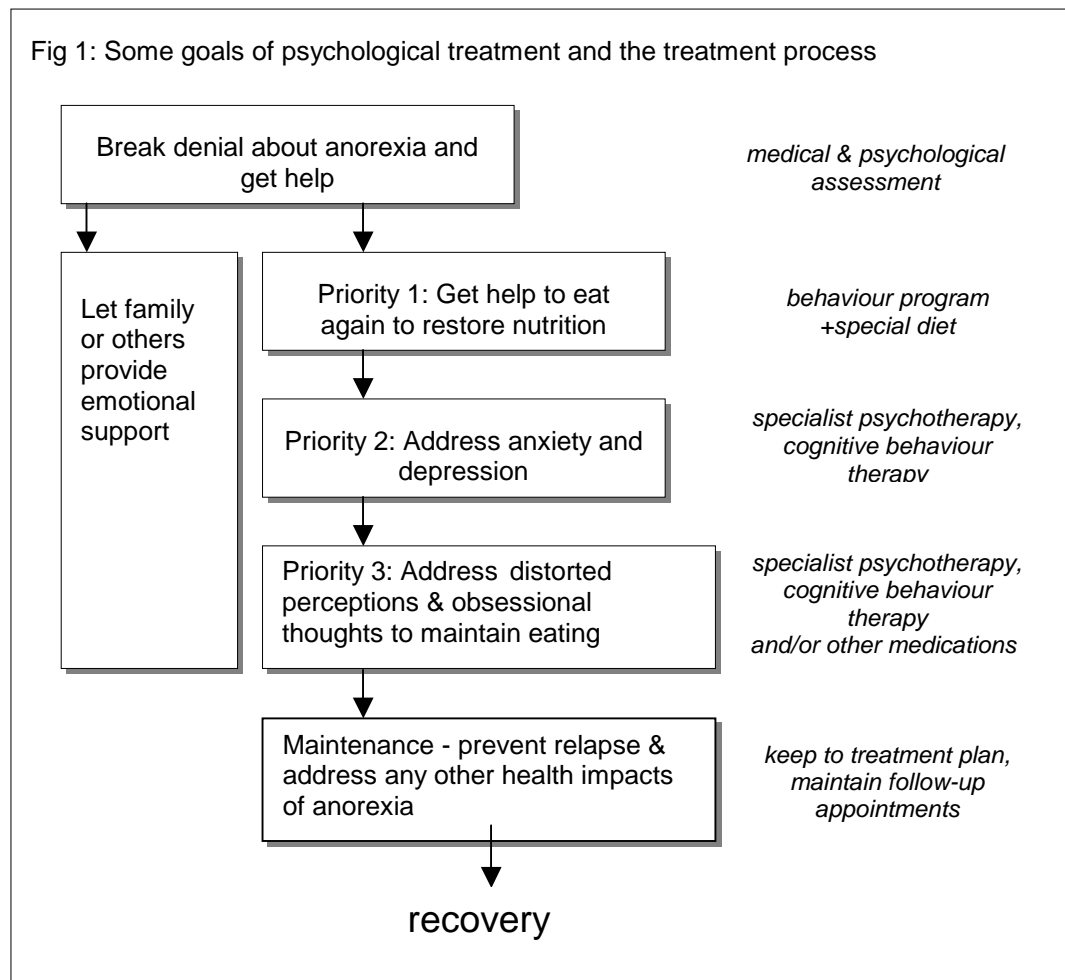 Fig 1: Some goals of psychological treatment and the treatment process
Break denial about anorexia and
get help
medical & psychological
assessment
Let family
or others
provide
emotional
support
Priority 1: Get help to eat
again to restore nutrition
behaviour program
+special diet
Priority 2: Address anxiety and
depression
specialist psychotherapy,
cognitive behaviour
therapy
Priority 3: Address distorted
perceptions & obsessional
thoughts to maintain eating
specialist psychotherapy,
cognitive behaviour
therapy
and/or other medications
Maintenance - prevent relapse &
address any other health impacts
of anorexia
keep to treatment plan,
maintain follow-up
appointments
recovery